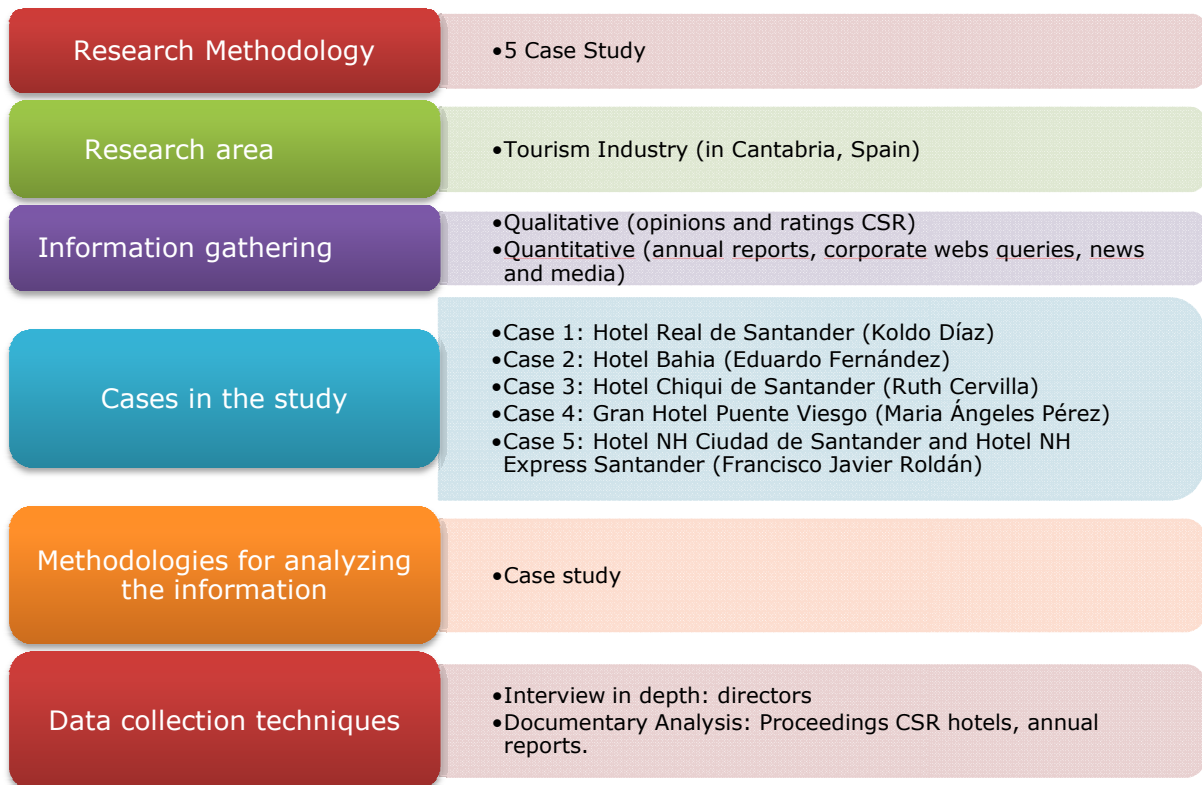 Research Methodology
•5 Case Study
Research area
•Tourism Industry (in Cantabria, Spain)
Information gathering
•Qualitative (opinions and ratings CSR)
•Quantitative (annual reports, corporate webs queries, news
and media)
Cases in the study
•Case 1: Hotel Real de Santander (Koldo Díaz)
•Case 2: Hotel Bahia (Eduardo Fernández)
•Case 3: Hotel Chiqui de Santander (Ruth Cervilla)
•Case 4: Gran Hotel Puente Viesgo (Maria Ángeles Pérez)
•Case 5: Hotel NH Ciudad de Santander and Hotel NH
Express Santander (Francisco Javier Roldán)
Methodologies for analyzing
the information
•Case study
Data collection techniques
•Interview in depth: directors
•Documentary Analysis: Proceedings CSR hotels, annual
reports.